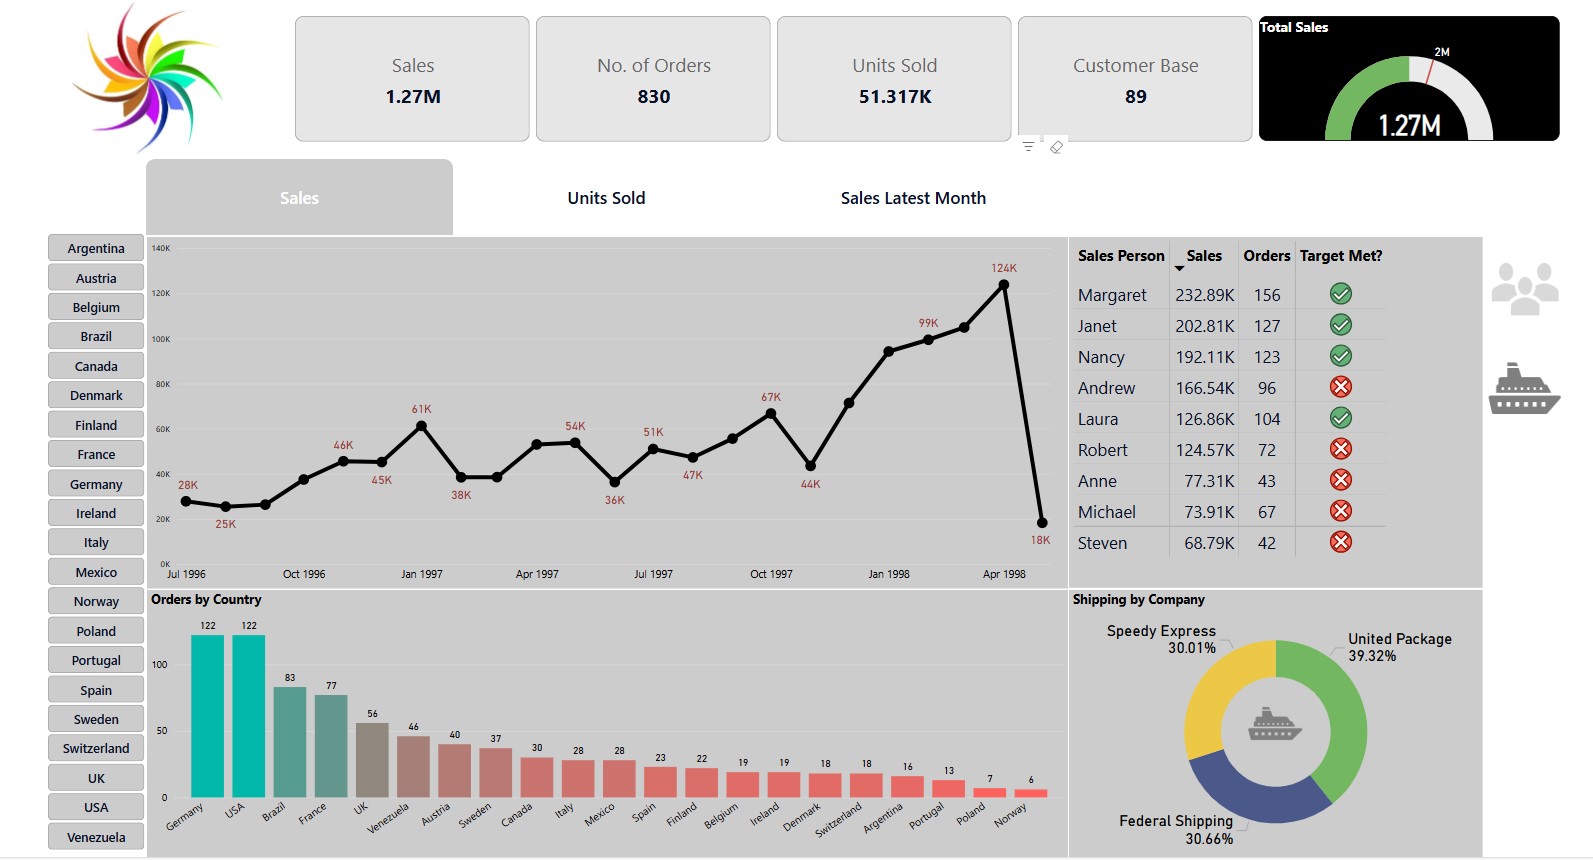 Sales
1.27M
No. of Orders
830
Units Sold
51.317K
Customer Base
89
Total Sales
2M
1.27M
Sales
Units Sold
Sales Latest Month
Argentina
Austria
Belgium
Brazil
Canada
Denmark
Finland
France
Germany
Ireland
Italy
Mexico
Norway
Poland
Portugal
Spain
Sweden
Switzerland
UK
USA
Venezuela
140K
120K
100K
80K
60K
40K
20K
0K
28K
25K
46K
45K
61K
38K
54K
36K
51K
47K
67K
44K
99K
124K
18K
Jul 1996
Oct 1996
Jan 1997
Apr 1997
Jul 1997
Oct 1997
Jan 1998
Apr 1998
Sales Person Sales Orders Target Met?
Margaret 232.89K 156
Janet 202.81K 127
Nancy 192.11K 123
Andrew 166.54K 96
Laura 126.86K 104
Robert 124.57K 72
Anne 77.31K 43
Michael 73.91K 67
Steven 68.79K 42
Orders by Country
100
50
0
122
122
83
77
56
46
40
37
30
28
28
23
22
19
19
18
18
16
13
7
6
Germany
USA
Brazil
France
UK
Venezuela
Austria
Sweden
Canada
Italy
Mexico
Spain
Finland
Belgium
Ireland
Denmark
Switzerland
Argentina
Portugal
Poland
Norway
Shipping by Company
Speedy Express
30.01%
United Package
39.32%
Federal Shipping
30.66%